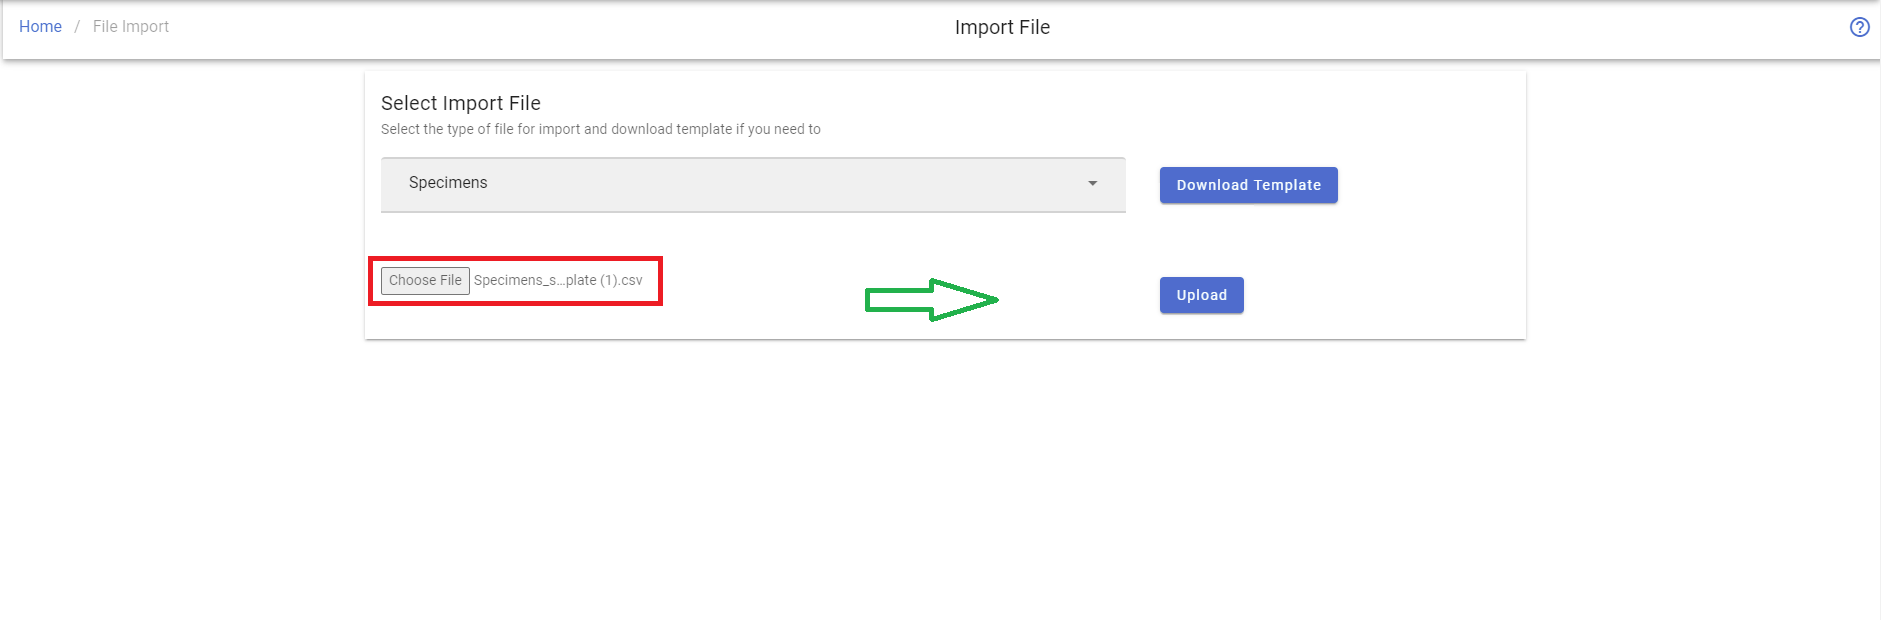 Home / File Import
Import File
Select Import File
Select the type of file for import and download template if you need to
Specimens
Download Template
Choose File Specimens_s...plate (1).csv
Upload